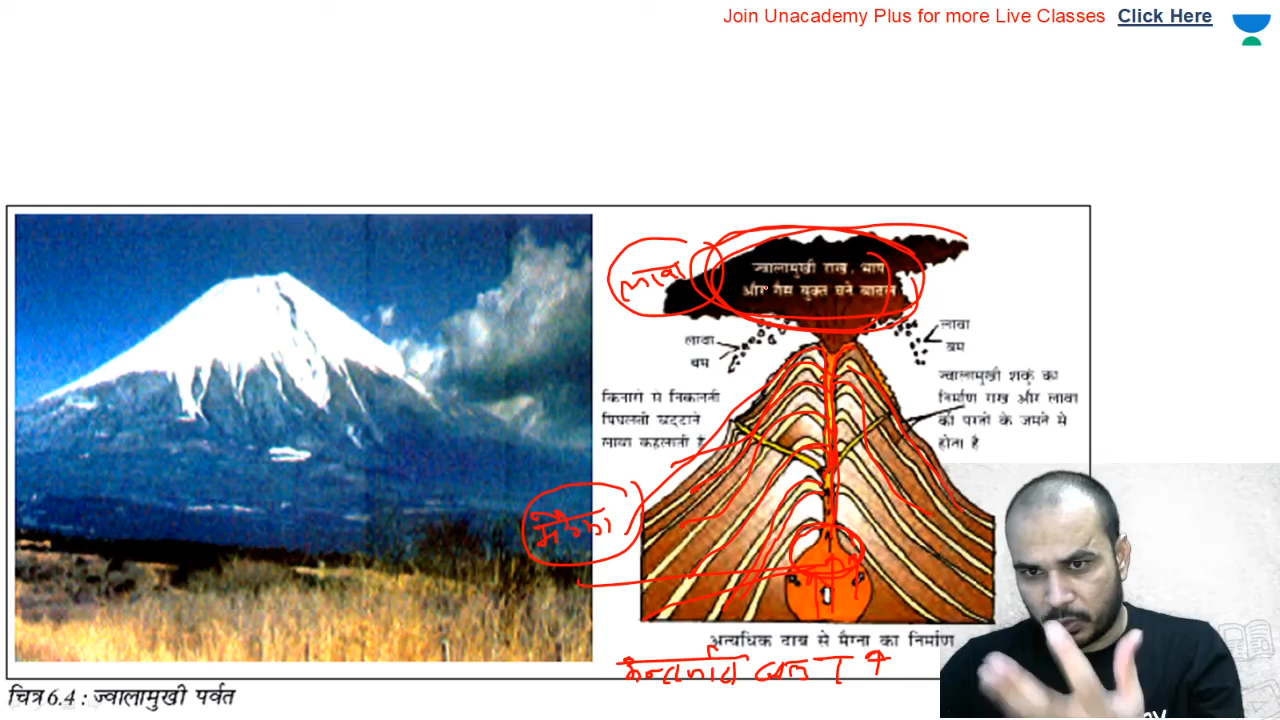 Join Unacademy Plus for more Live Classes Click Here
लावा
ज्वालामुखी राख, भाप
और गैस युक्त घने बादल
लावा
बम
लावा
बम
किनारों से निकालती
पिघलती चट्टाने
लावा कहलाती है
ज्वालामुखी शंकु का
निर्माण राख और लावा
की परतों के जमने से
होता है
मैग्मा
अत्यधिक दाब से मैग्ना का निर्माण
चित्र 6.4 : ज्वालामुखी पर्वत